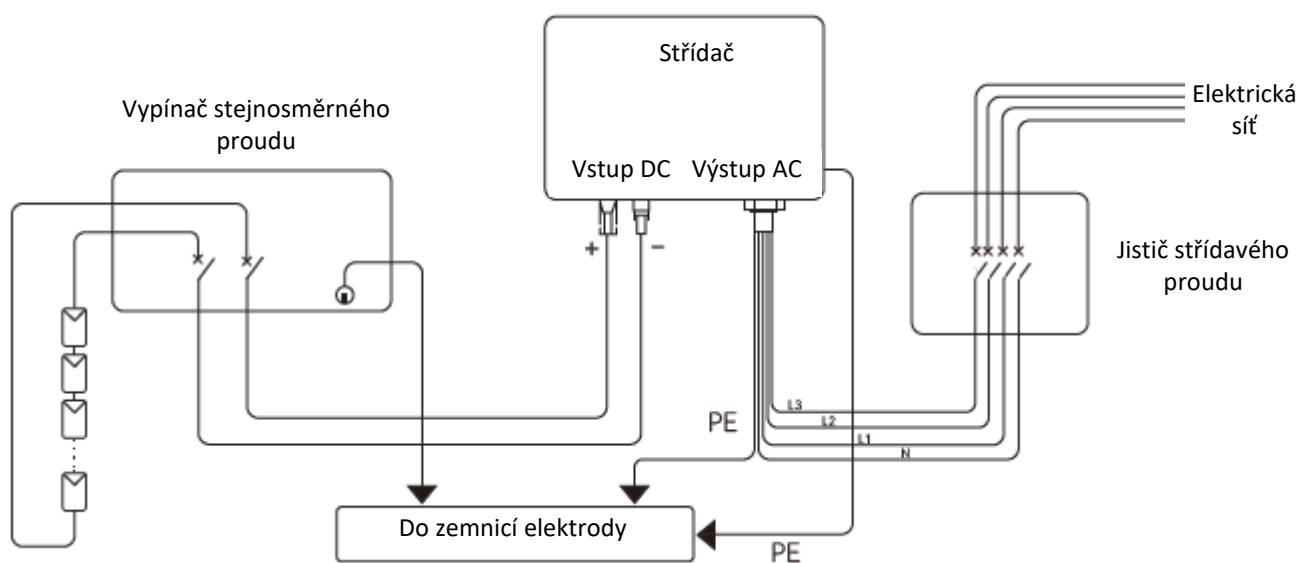 Střídač
Vypínač stejnosměrného
proudu
Elektrická
síť
Vstup DC
Výstup AC
+
−
Jistič střídavého
proudu
L3
L2
L1
N
PE
Do zemnicí elektrody
PE